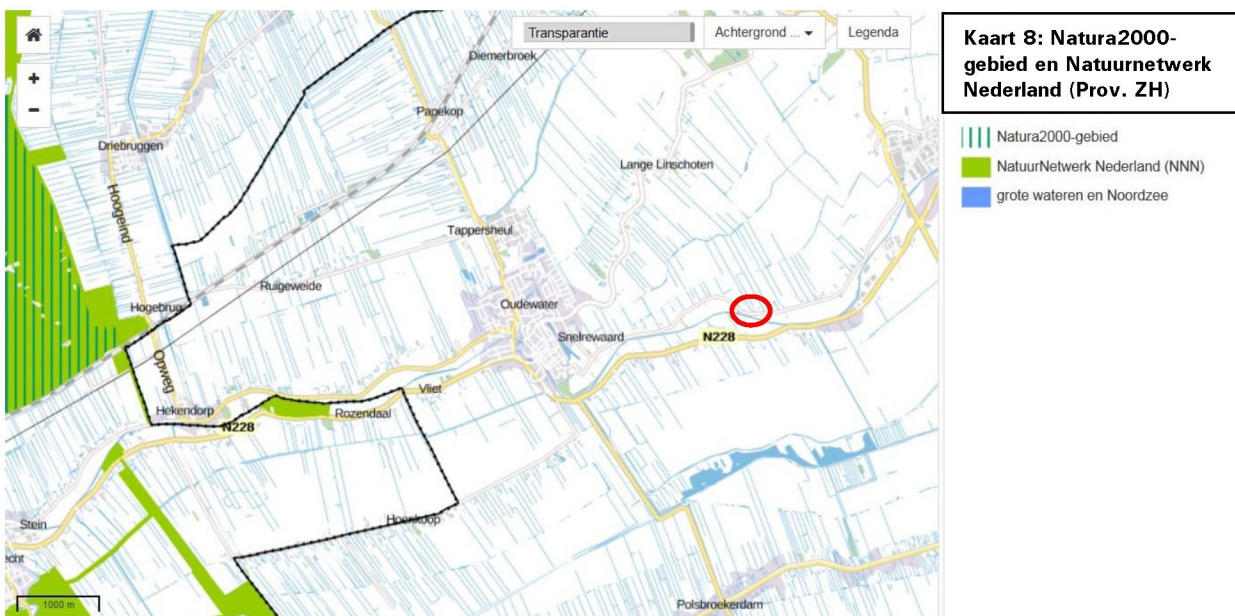 Transparantie
Achtergrond ...
Legenda
Kaart 8: Natura2000-
gebied en Natuurnetwerk
Nederland (Prov. ZH)
Natura2000-gebied
NatuurNetwerk Nederland (NNN)
grote wateren en Noordzee
+
−
Diemerbroek
Papekop
Driebruggen
Lange Linschoten
Hoogeind
Tappersheul
Ruigeweide
Hogebrug
Oudewater
Snelrewaard
N228
Opweg
Vliet
Hekendorp
Rozendaal
N228
Stein
Hoenkoop
echt
1000 m
Polsbroekerdam